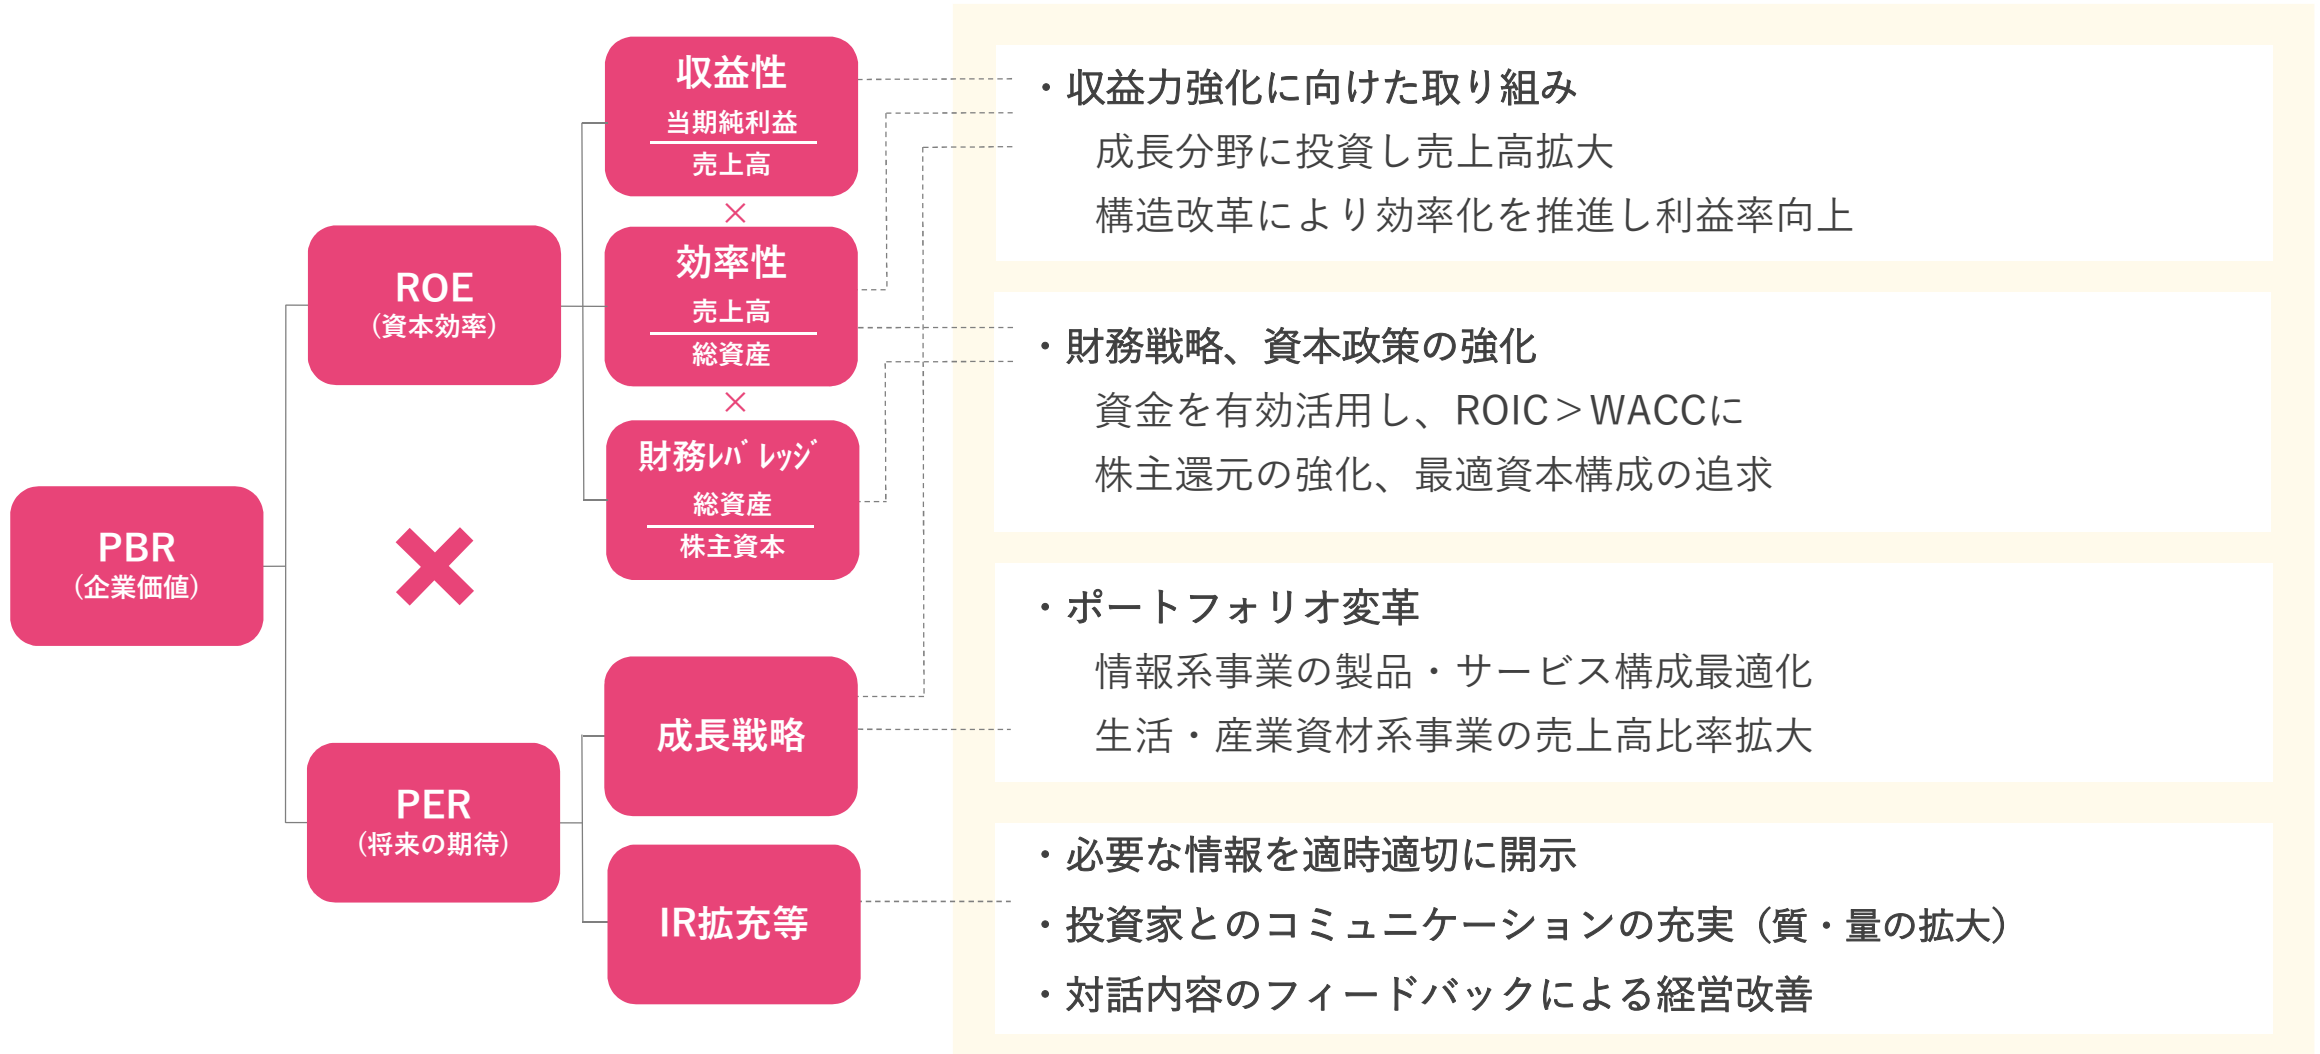 PBR
（企業価値）
ROE
（資本効率）
PER
（将来の期待）
収益性
当期純利益
売上高
×
効率性
売上高
総資産
×
財務ﾚﾊﾞﾚｯｼﾞ
総資産
株主資本
成長戦略
IR拡充等
・収益力強化に向けた取り組み
成長分野に投資し売上高拡大
構造改革により効率化を推進し利益率向上
・財務戦略、資本政策の強化
資金を有効活用し、ROIC＞WACCに
株主還元の強化、最適資本構成の追求
・ポートフォリオ変革
情報系事業の製品・サービス構成最適化
生活・産業資材系事業の売上高比率拡大
・必要な情報を適時適切に開示
・投資家とのコミュニケーションの充実（質・量の拡大）
・対話内容のフィードバックによる経営改善